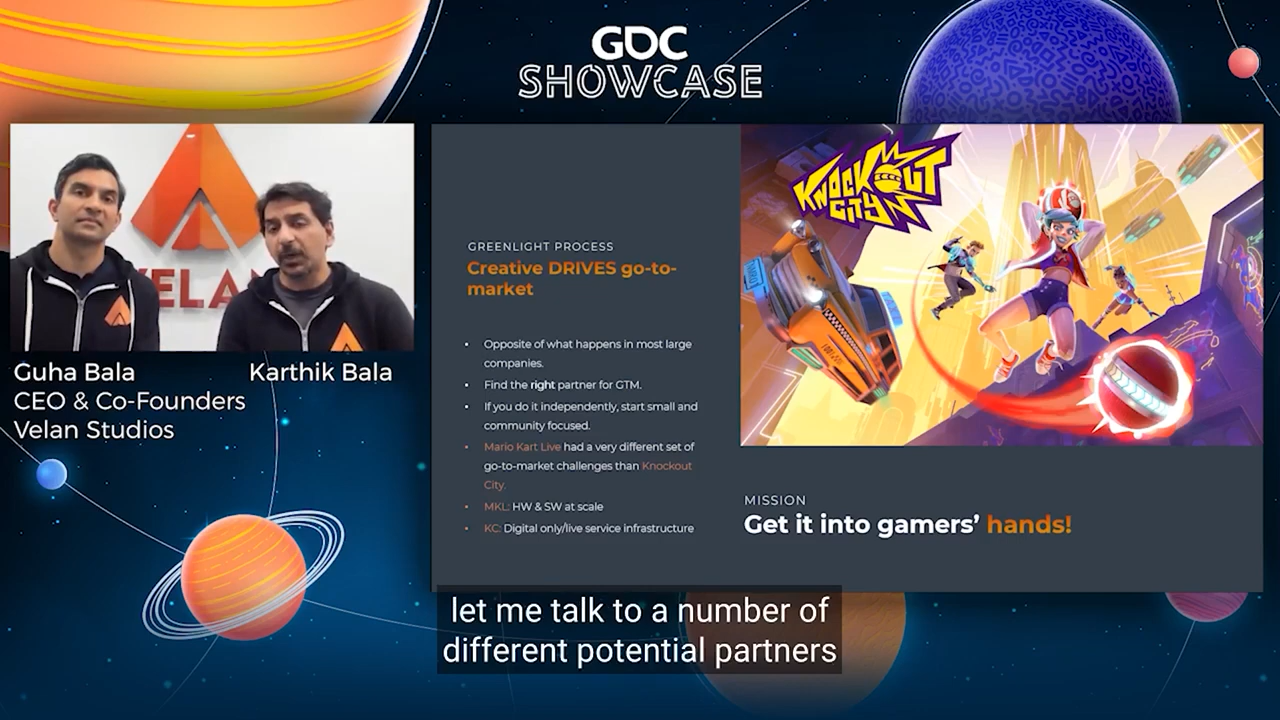 GDC
SHOWCASE
VELAN
Guha Bala
Karthik Bala
CEO & Co-Founders
Velan Studios
GREENLIGHT PROCESS
Creative DRIVES go-to-
market
▪ Opposite of what happens in most large
companies.
▪ Find the right partner for GTM.
▪ If you do it independently, start small and
community focused.
▪ Mario Kart Live had a very different set of
go-to-market challenges than Knockout
City.
▪ MKL: HW & SW at scale
▪ KC: Digital only/live service infrastructure
KNOCKOUT
CITY
MISSION
Get it into gamers’ hands!
let me talk to a number of
different potential partners